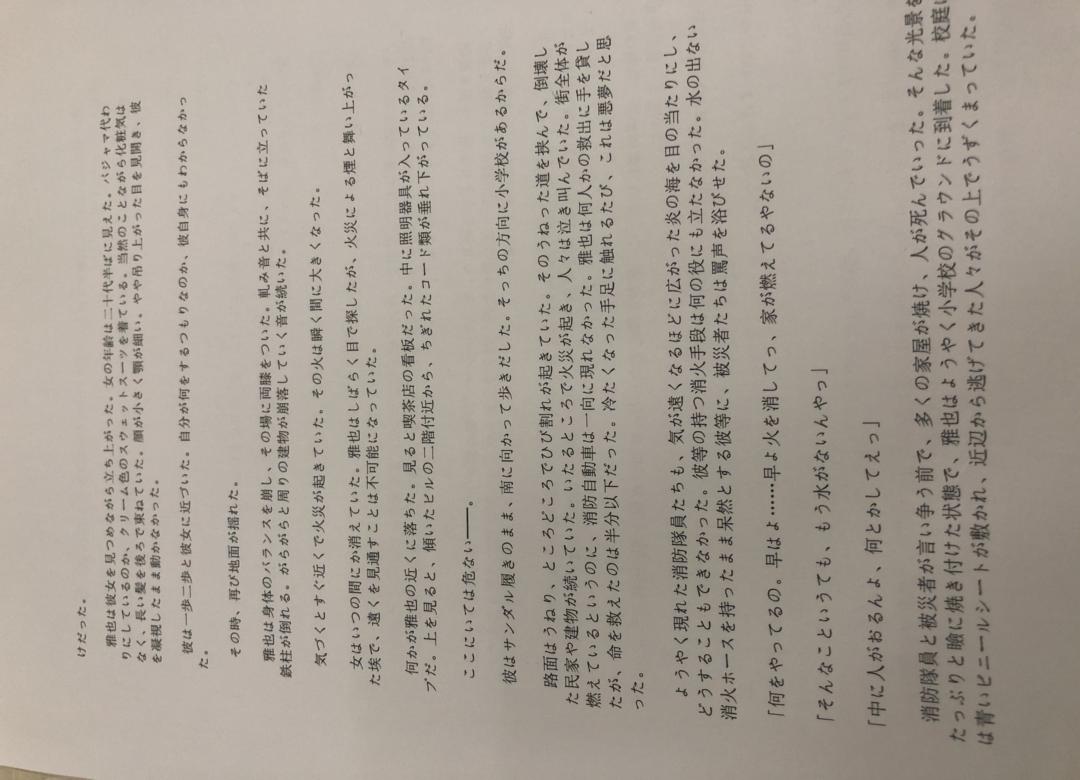 けだった。
雅也は彼女を見つめながら立ち上がった。女の年齢は二十代半ばに見えた。パジャマ代わ
りにしているのか、クリーム色のスウェットスーツを着ている。当然のことながら化粧気は
なく、長い髪を後ろで束ねていた。顔が小さく顎が細い。やや吊り上がった目を見開き、彼
を凝視したまま動かなかった。
彼は一歩二歩と彼女に近づいた。自分が何をするつもりなのか、彼自身にもわからなかっ
た。
その時、再び地面が揺れた。
雅也は身体のバランスを崩し、その場に両膝をついた。軋み音と共に、そばに立っていた
鉄柱が倒れる。がらがらと周りの建物が崩落していく音が続いた。
気づくとすぐ近くで火災が起きていた。その火は瞬く間に大きくなった。
女はいつの間にか消えていた。雅也はしばらく目で探したが、火災による煙と舞い上がっ
た埃で、遠くを見通すことは不可能になっていた。
何かが雅也の近くに落ちた。見ると喫茶店の看板だった。中に照明器具が入っているタイ
プだ。上を見ると、傾いたビルの二階付近から、ちぎれたコード類が垂れ下がっている。
ここにいては危ない――。
彼はサンダル履きのまま、南に向かって歩きだした。そっちの方向に小学校があるからだ。
路面はうねり、ところどころでひび割れが起きていた。そのうねった道を挟んで、倒壊し
た民家や建物が続いていた。いたるところで火災が起き、人々は泣き叫んでいた。街全体が
燃えているというのに、消防自動車は一向に現れなかった。雅也は何人かの救出に手を貸し
たが、命を救えたのは半分以下だった。冷たくなった手足に触れるたび、これは悪夢だと思
った。
ようやく現れた消防隊員たちも、気が遠くなるほどに広がった炎の海を目の当たりにし、
どうすることもできなかった。彼等の持つ消火手段は何の役にも立たなかった。水の出ない
消火ホースを持ったまま呆然とする彼等に、被災者たちは罵声を浴びせた。
「何をやってるの。早はよ……早よ火を消してっ、家が燃えてるやないの」
「そんなこというても、もう水がないんやっ」
「中に人がおるんよ、何とかしてえっ」
消防隊員と被災者が言い争う前で、多くの家屋が焼け、人が死んでいった。そんな光景を
たっぷりと瞼に焼き付けた状態で、雅也はようやく小学校のグラウンドに到着した。校庭に
は青いビニールシートが敷かれ、近辺から逃げてきた人々がその上でうずくまっていた。